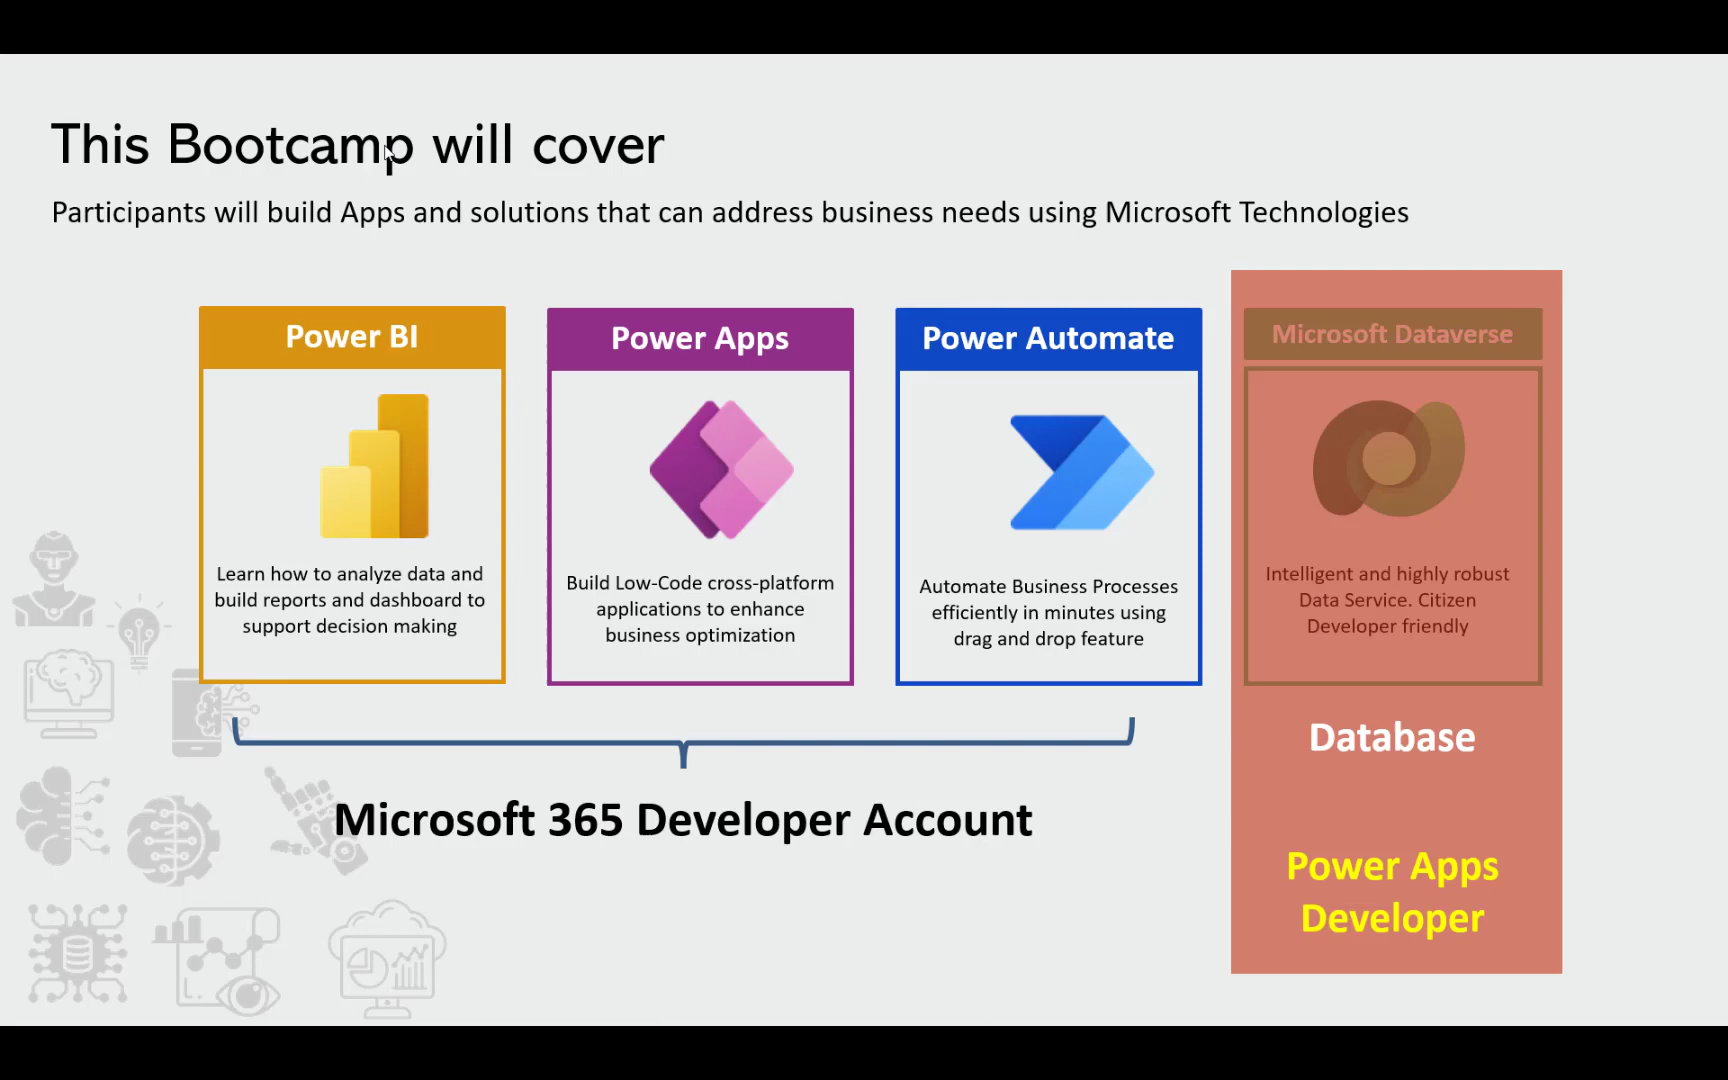 This Bootcamp will cover
Participants will build Apps and solutions that can address business needs using Microsoft Technologies
Power BI
Learn how to analyze data and
build reports and dashboard to
support decision making
Power Apps
Build Low-Code cross-platform
applications to enhance
business optimization
Power Automate
Automate Business Processes
efficiently in minutes using
drag and drop feature
Microsoft Dataverse
Intelligent and highly robust
Data Service. Citizen
Developer friendly
Microsoft 365 Developer Account
Database
Power Apps
Developer